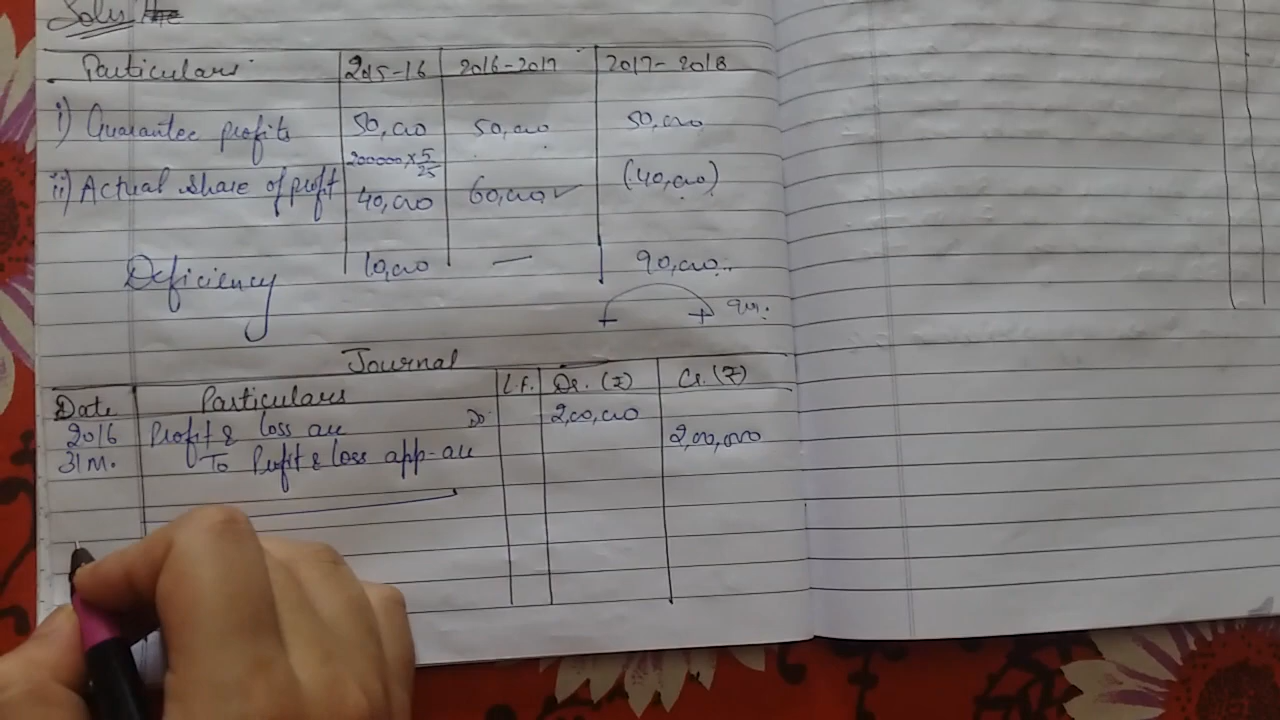 Soln
Particulars 2015-16 2016-2017 2017-2018
i) Guarantee profits 50,000 50,000 50,000
200000 × 5/25
ii) Actual Share of profit 40,000 60,000 (40,000)
Deficiency 10,000 — 90,000
+ +
Journal
Date Particulars L.F. Dr. (₹) Cr. (₹)
2016 Profit & loss a/c Dr. 2,00,000
31 M. To Profit & loss app-a/c 2,00,000